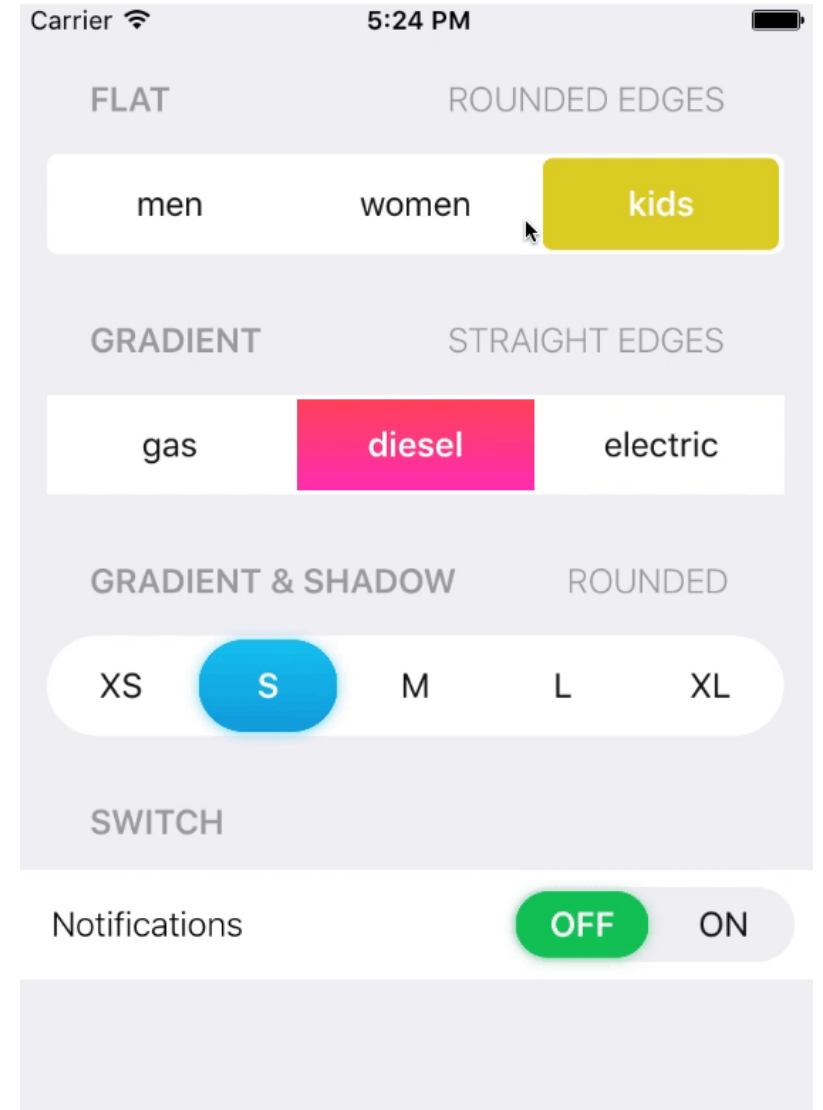 Carrier 5:24 PM
FLAT ROUNDED EDGES
men women kids
GRADIENT STRAIGHT EDGES
gas diesel electric
GRADIENT & SHADOW ROUNDED
XS S M L XL
SWITCH
Notifications OFF ON